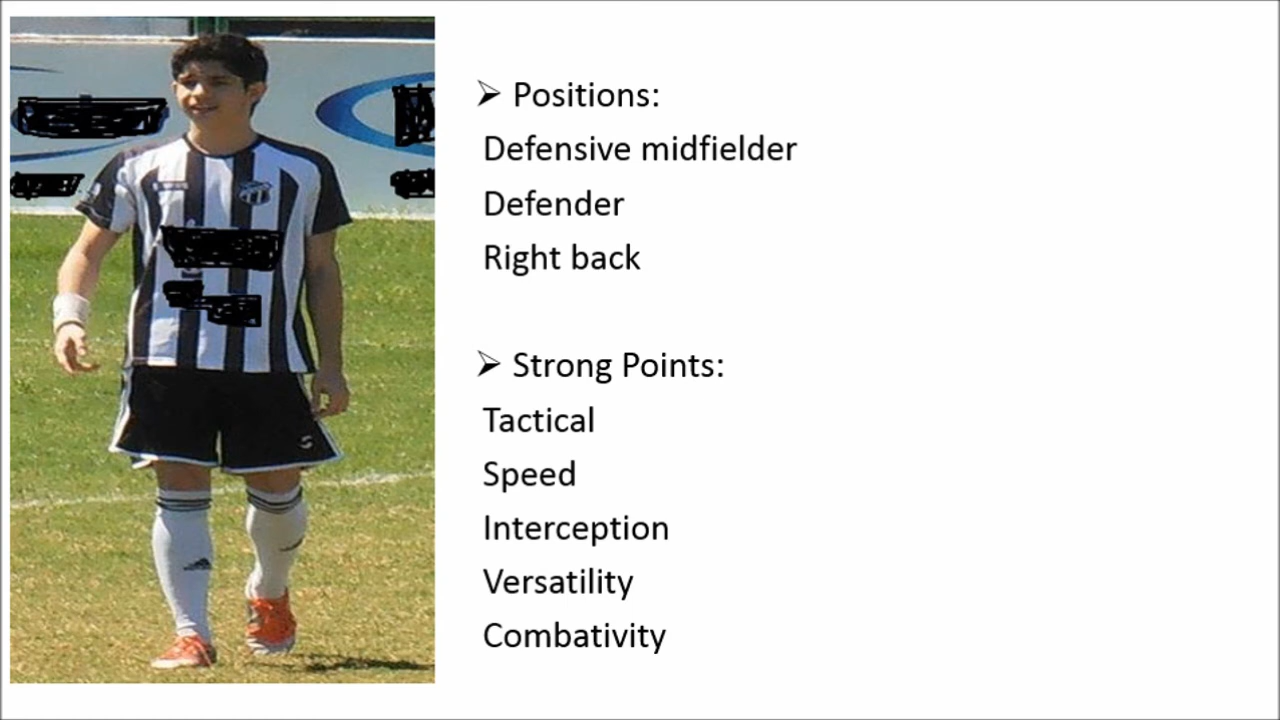 ➢ Positions:
Defensive midfielder
Defender
Right back
➢ Strong Points:
Tactical
Speed
Interception
Versatility
Combativity